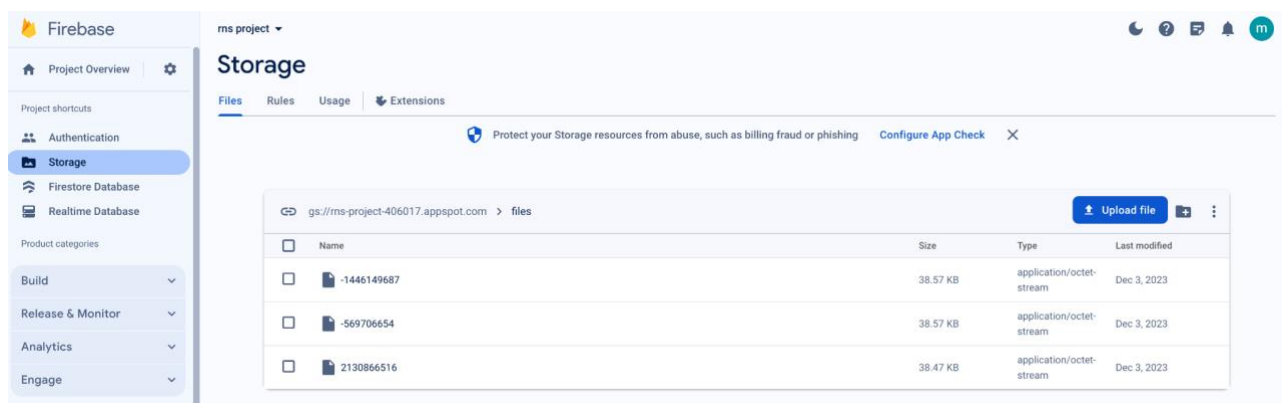 Firebase
rns project
m
Project Overview
Storage
Files Rules Usage Extensions
Project shortcuts
Protect your Storage resources from abuse, such as billing fraud or phishing Configure App Check
Authentication
Storage
Firestore Database
Realtime Database
gs://rns-project-406017.appspot.com > files
Upload file
Product categories
Name Size Type Last modified
Build
-1446149687 38.57 KB application/octet-
stream Dec 3, 2023
Release & Monitor
-569706654 38.57 KB application/octet-
stream Dec 3, 2023
Analytics
2130866516 38.47 KB application/octet-
stream Dec 3, 2023
Engage